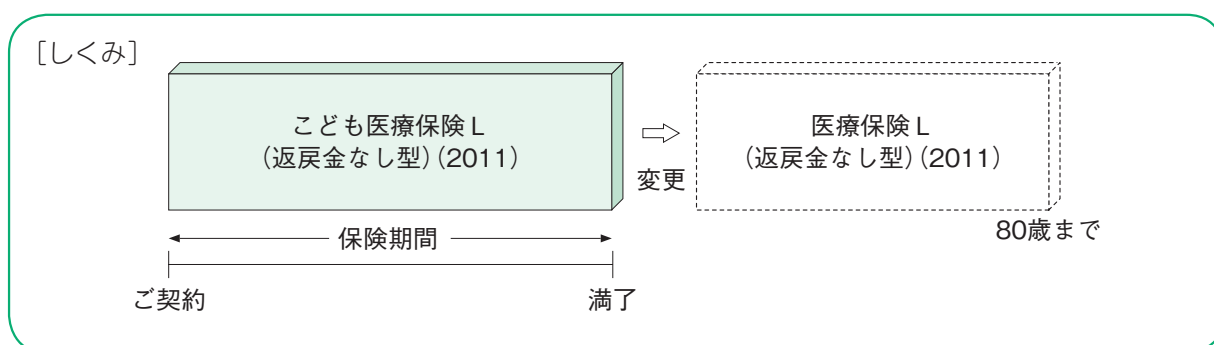 [しくみ]
こども医療保険L
(返戻金なし型)(2011)
変更
医療保険L
(返戻金なし型)(2011)
80歳まで
保険期間
ご契約
満了